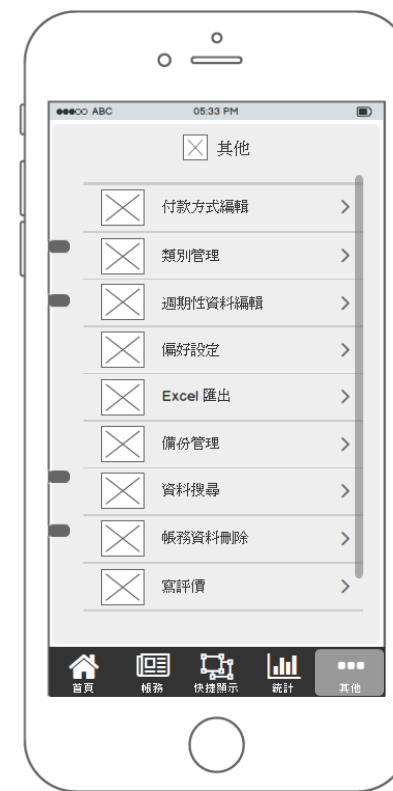 ABC 05:33 PM
其他
付款方式編輯
類別管理
週期性資料編輯
偏好設定
Excel 匯出
備份管理
資料搜尋
帳務資料刪除
寫評價
首頁 帳務 快捷顯示 統計 其他